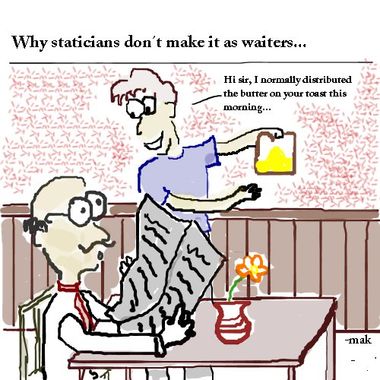 Why staticians don´t make it as waiters...
Hi sir, I normally distributed
the butter on your toast this
morning...
-mak